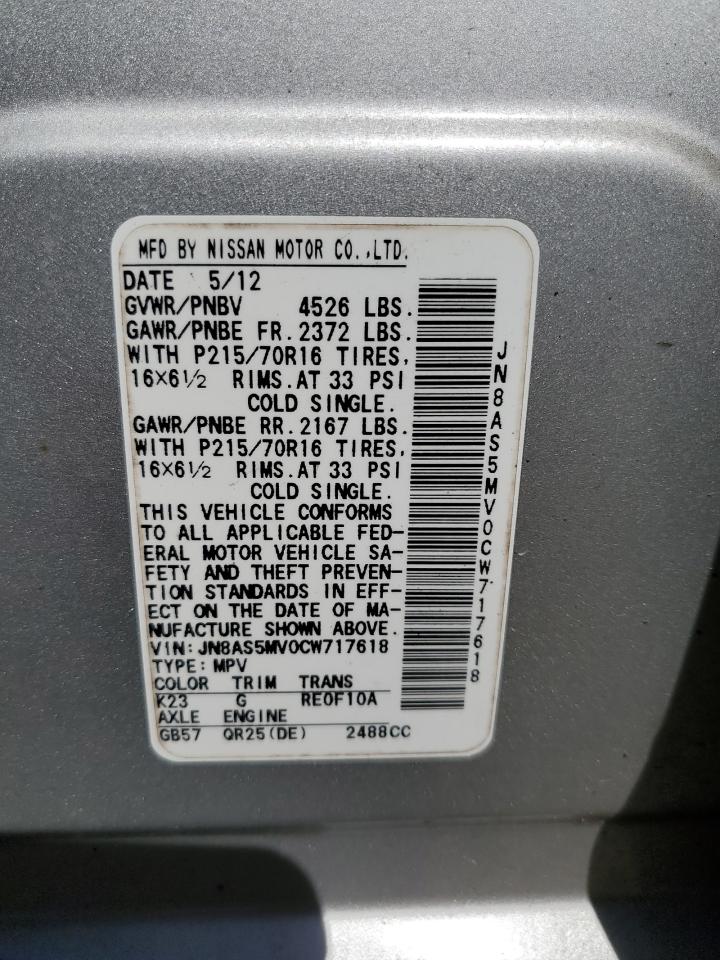 MFD BY NISSAN MOTOR CO.,LTD.
DATE 5/12
GVWR/PNBV 4526 LBS.
GAWR/PNBE FR. 2372 LBS.
WITH P215/70R16 TIRES,
16×6½ RIMS. AT 33 PSI
COLD SINGLE.
GAWR/PNBE RR. 2167 LBS.
WITH P215/70R16 TIRES,
16×6½ RIMS. AT 33 PSI
COLD SINGLE.
THIS VEHICLE CONFORMS
TO ALL APPLICABLE FED-
ERAL MOTOR VEHICLE SA-
FETY AND THEFT PREVEN-
TION STANDARDS IN EFF-
ECT ON THE DATE OF MA-
NUFACTURE SHOWN ABOVE.
VIN: JN8AS5MV0CW717618
TYPE: MPV
COLOR TRIM TRANS
K23 G RE0F10A
AXLE ENGINE
GB57 QR25(DE) 2488CC
JN8AS5MV0CW717618